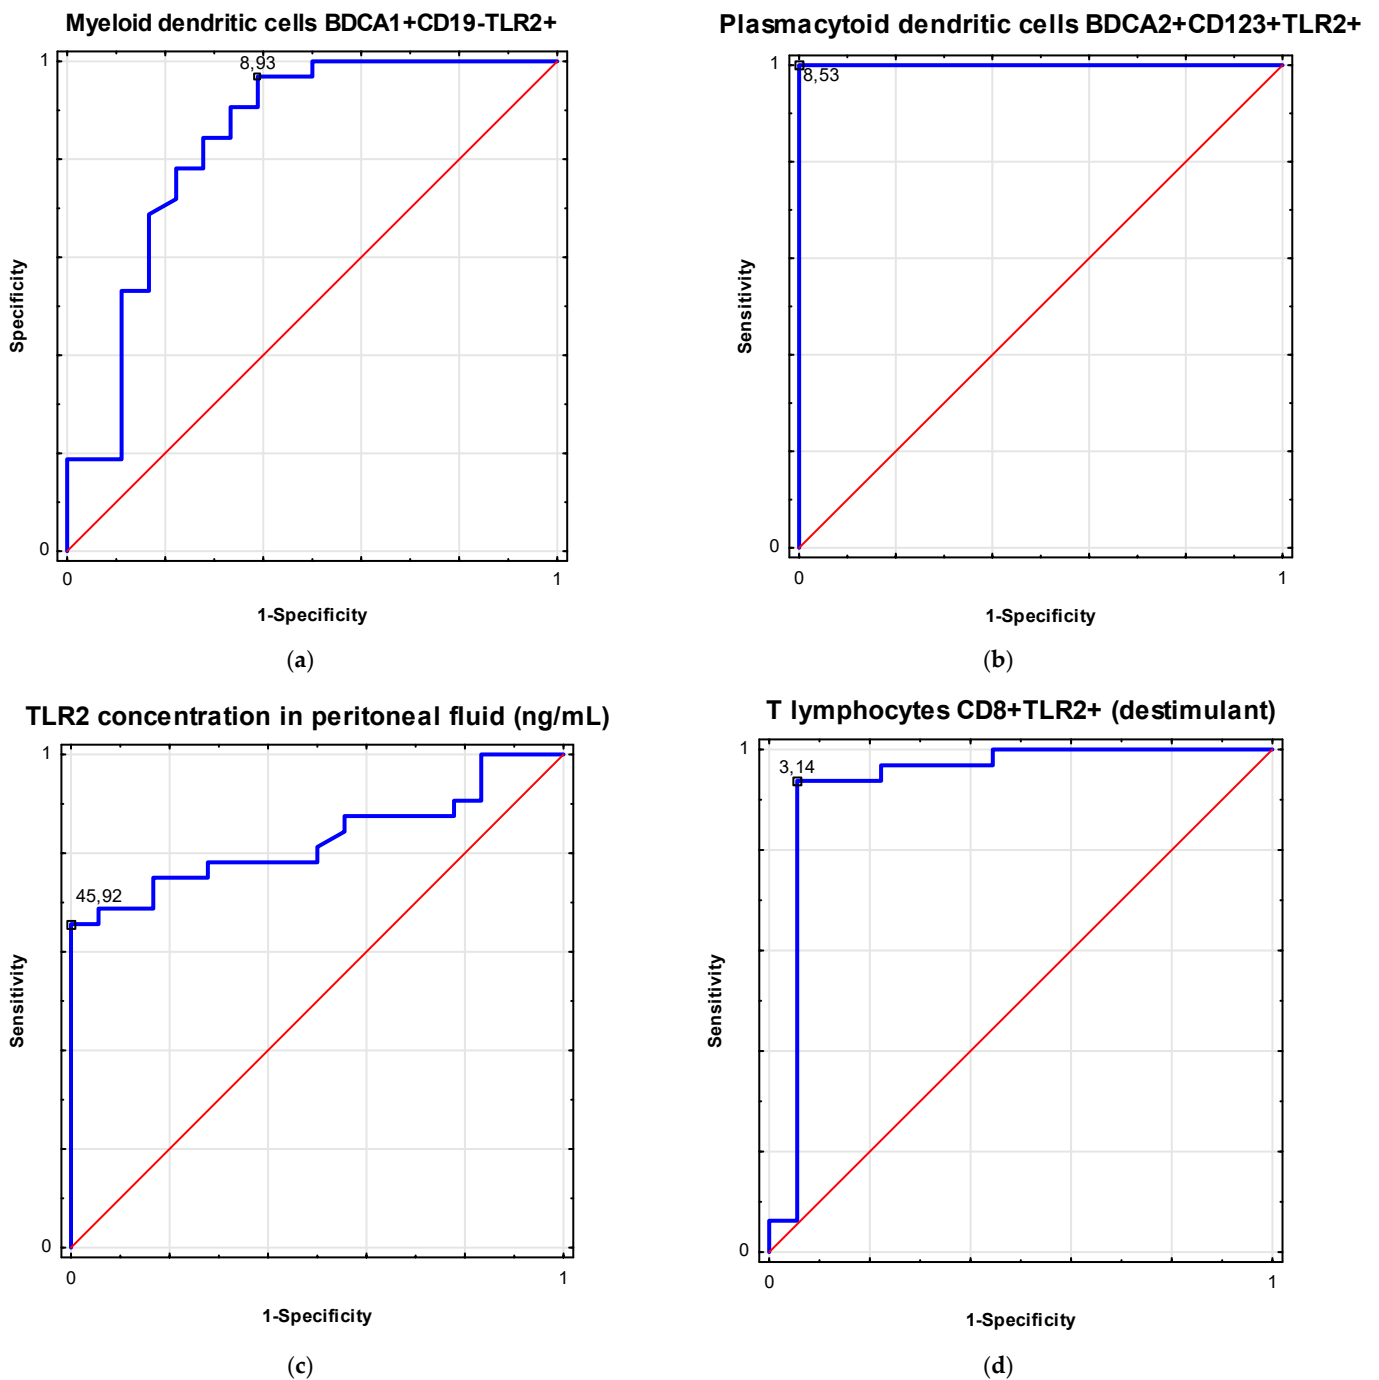 Myeloid dendritic cells BDCA1+CD19-TLR2+
1
8,93
Specificity
0
0
1
1-Specificity
(a)
Plasmacytoid dendritic cells BDCA2+CD123+TLR2+
1
8,53
Sensitivity
0
0
1
1-Specificity
(b)
TLR2 concentration in peritoneal fluid (ng/mL)
1
45,92
Sensitivity
0
0
1
1-Specificity
(c)
T lymphocytes CD8+TLR2+ (destimulant)
1
3,14
Sensitivity
0
0
1
1-Specificity
(d)